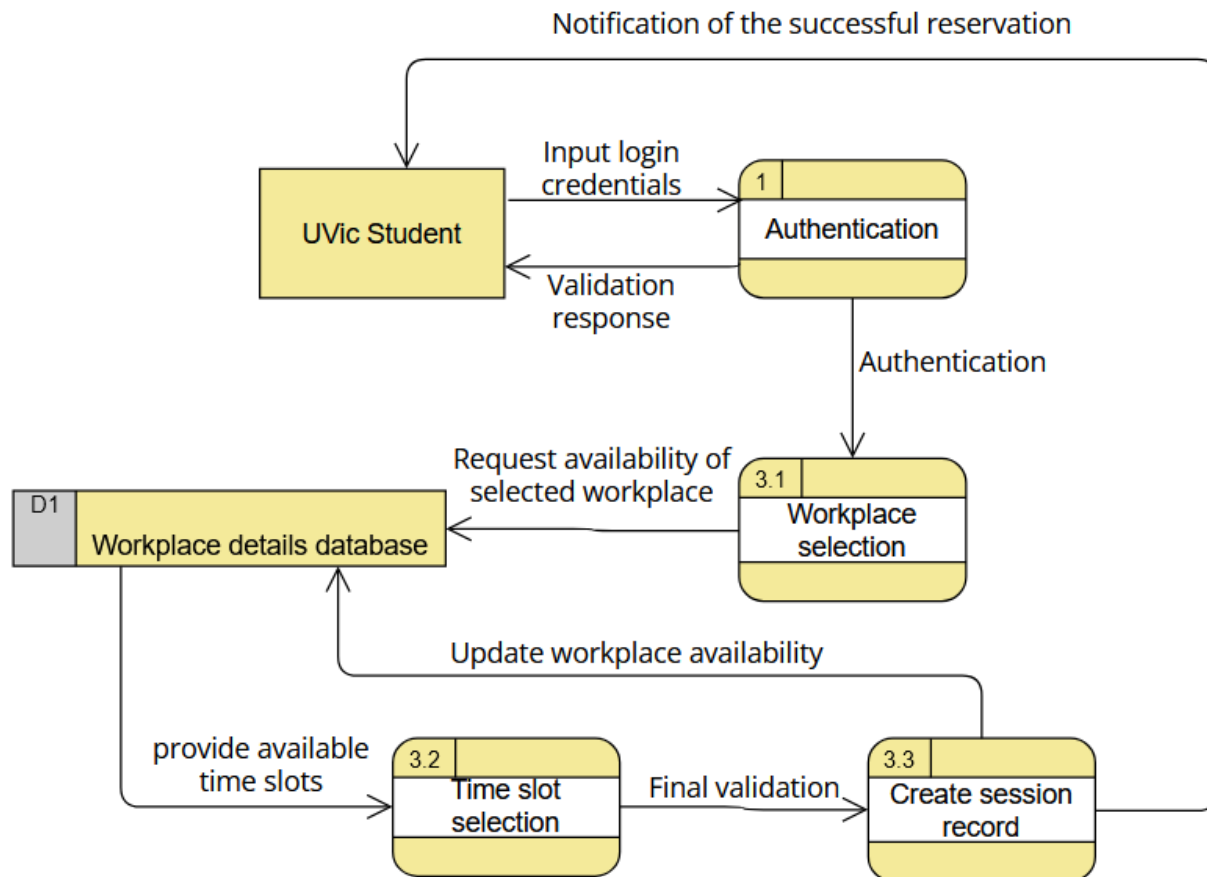 Notification of the successful reservation
Input login
credentials
1
UVic Student
Authentication
Validation
response
Authentication
Request availability of
selected workplace
3.1
Workplace
selection
D1
Workplace details database
Update workplace availability
provide available
time slots
3.2
Time slot
selection
Final validation
3.3
Create session
record